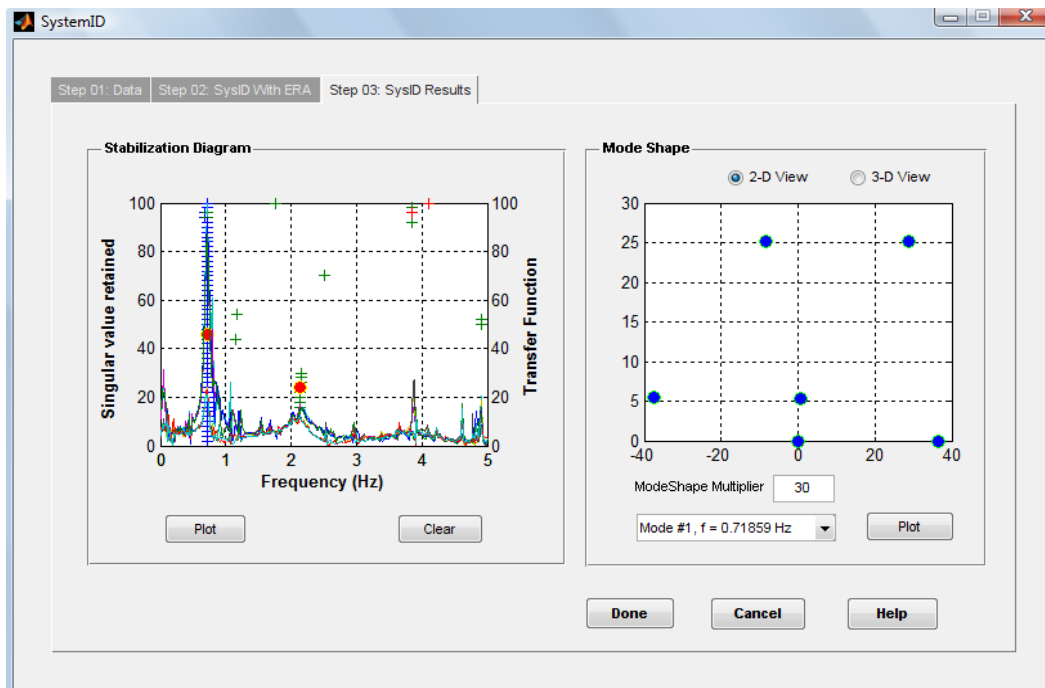 SystemID
Step 01: Data Step 02: SysID With ERA Step 03: SysID Results
Stabilization Diagram
Singular value retained
100
80
60
40
20
0
0 1 2 3 4 5
Frequency (Hz)
100
80
60
40
20
0
Transfer Function
Plot Clear
Mode Shape
2-D View 3-D View
30
25
20
15
10
5
0
-40 -20 0 20 40
ModeShape Multiplier 30
Mode #1, f = 0.71859 Hz Plot
Done Cancel Help